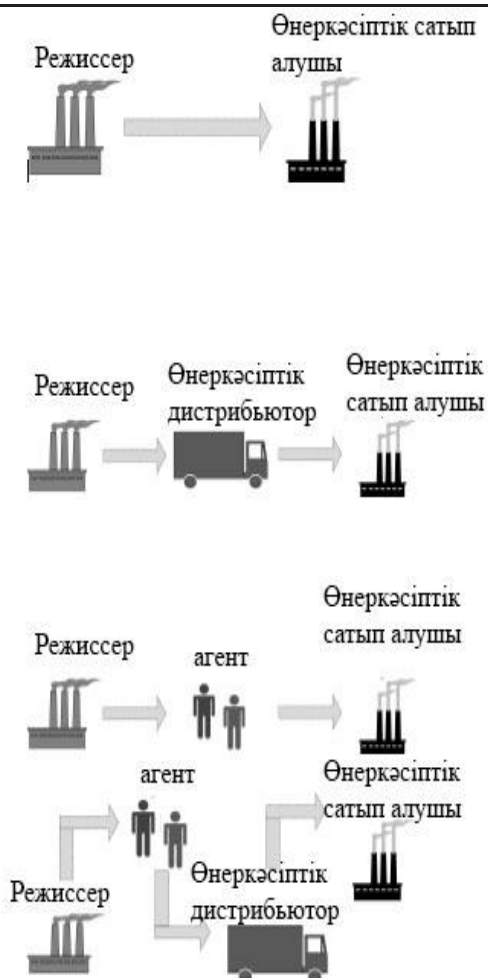 Режиссер
Өнеркәсіптік сатып
алушы
Режиссер
Өнеркәсіптік
дистрибьютор
Өнеркәсіптік
сатып алушы
Режиссер
агент
Өнеркәсіптік
сатып алушы
Режиссер
агент
Өнеркәсіптік
дистрибьютор
Өнеркәсіптік
сатып алушы